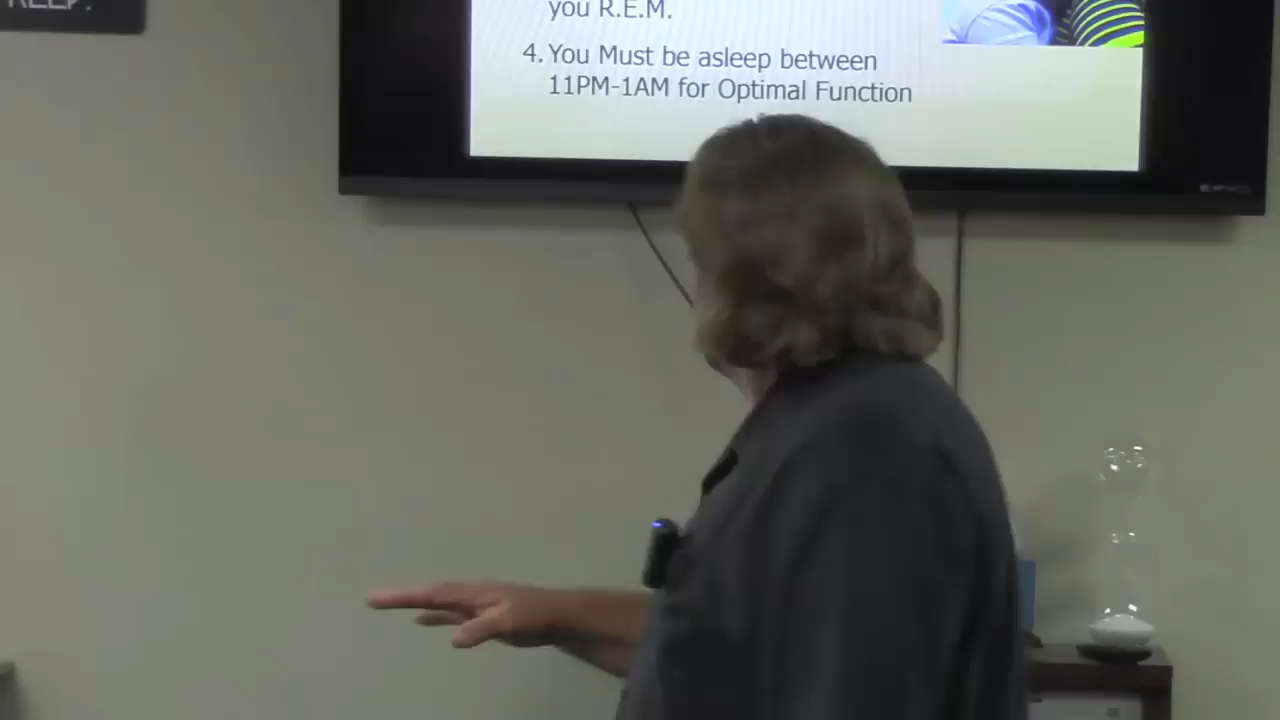 you R.E.M.
4. You Must be asleep between
11PM-1AM for Optimal Function